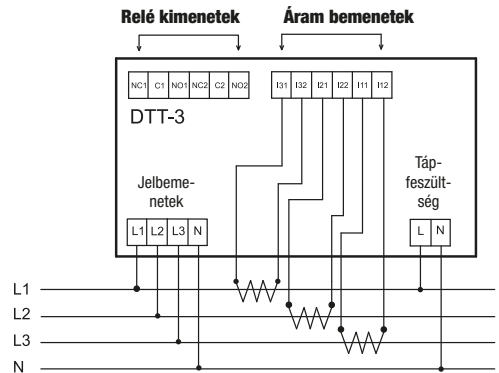 Relé kimenetek Áram bemenetek
NC1 C1 NO1 NC2 C2 NO2 I31 I32 I21 I22 I11 I12
DTT-3
Jelbeme-
netek
Táp-
feszült-
ség
L1 L2 L3 N L N
L1
L2
L3
N